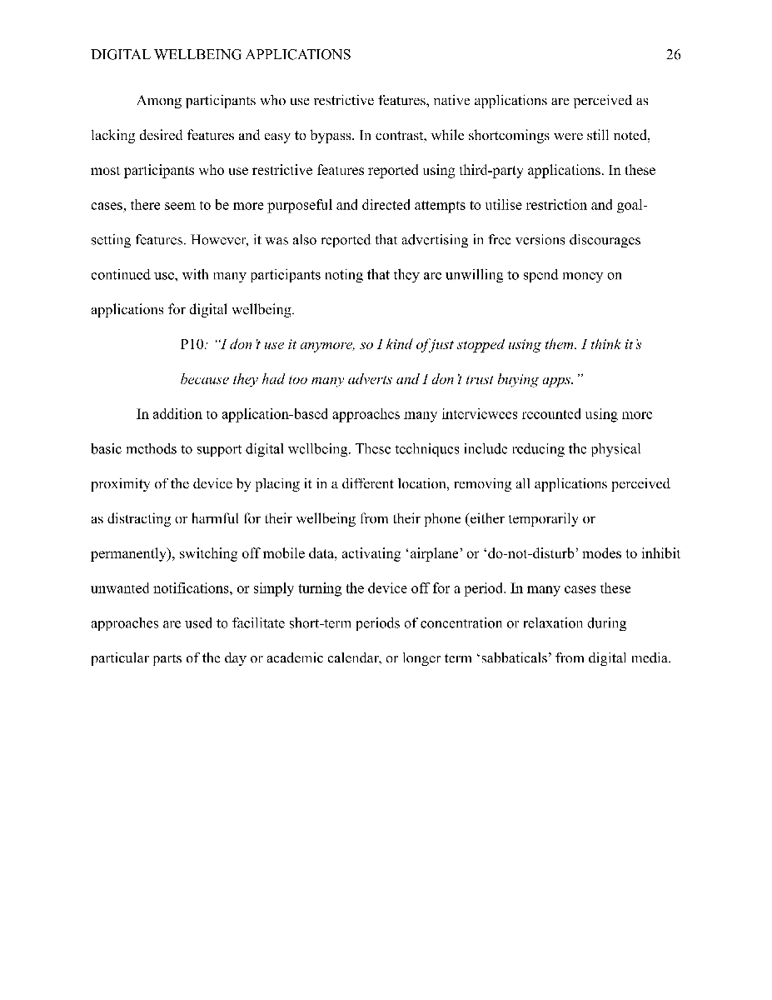 DIGITAL WELLBEING APPLICATIONS 26
Among participants who use restrictive features, native applications are perceived as
lacking desired features and easy to bypass. In contrast, while shortcomings were still noted,
most participants who use restrictive features reported using third-party applications. In these
cases, there seem to be more purposeful and directed attempts to utilise restriction and goal-
setting features. However, it was also reported that advertising in free versions discourages
continued use, with many participants noting that they are unwilling to spend money on
applications for digital wellbeing.
P10: “I don’t use it anymore, so I kind of just stopped using them. I think it’s
because they had too many adverts and I don’t trust buying apps.”
In addition to application-based approaches many interviewees recounted using more
basic methods to support digital wellbeing. These techniques include reducing the physical
proximity of the device by placing it in a different location, removing all applications perceived
as distracting or harmful for their wellbeing from their phone (either temporarily or
permanently), switching off mobile data, activating ‘airplane’ or ‘do-not-disturb’ modes to inhibit
unwanted notifications, or simply turning the device off for a period. In many cases these
approaches are used to facilitate short-term periods of concentration or relaxation during
particular parts of the day or academic calendar, or longer term ‘sabbaticals’ from digital media.